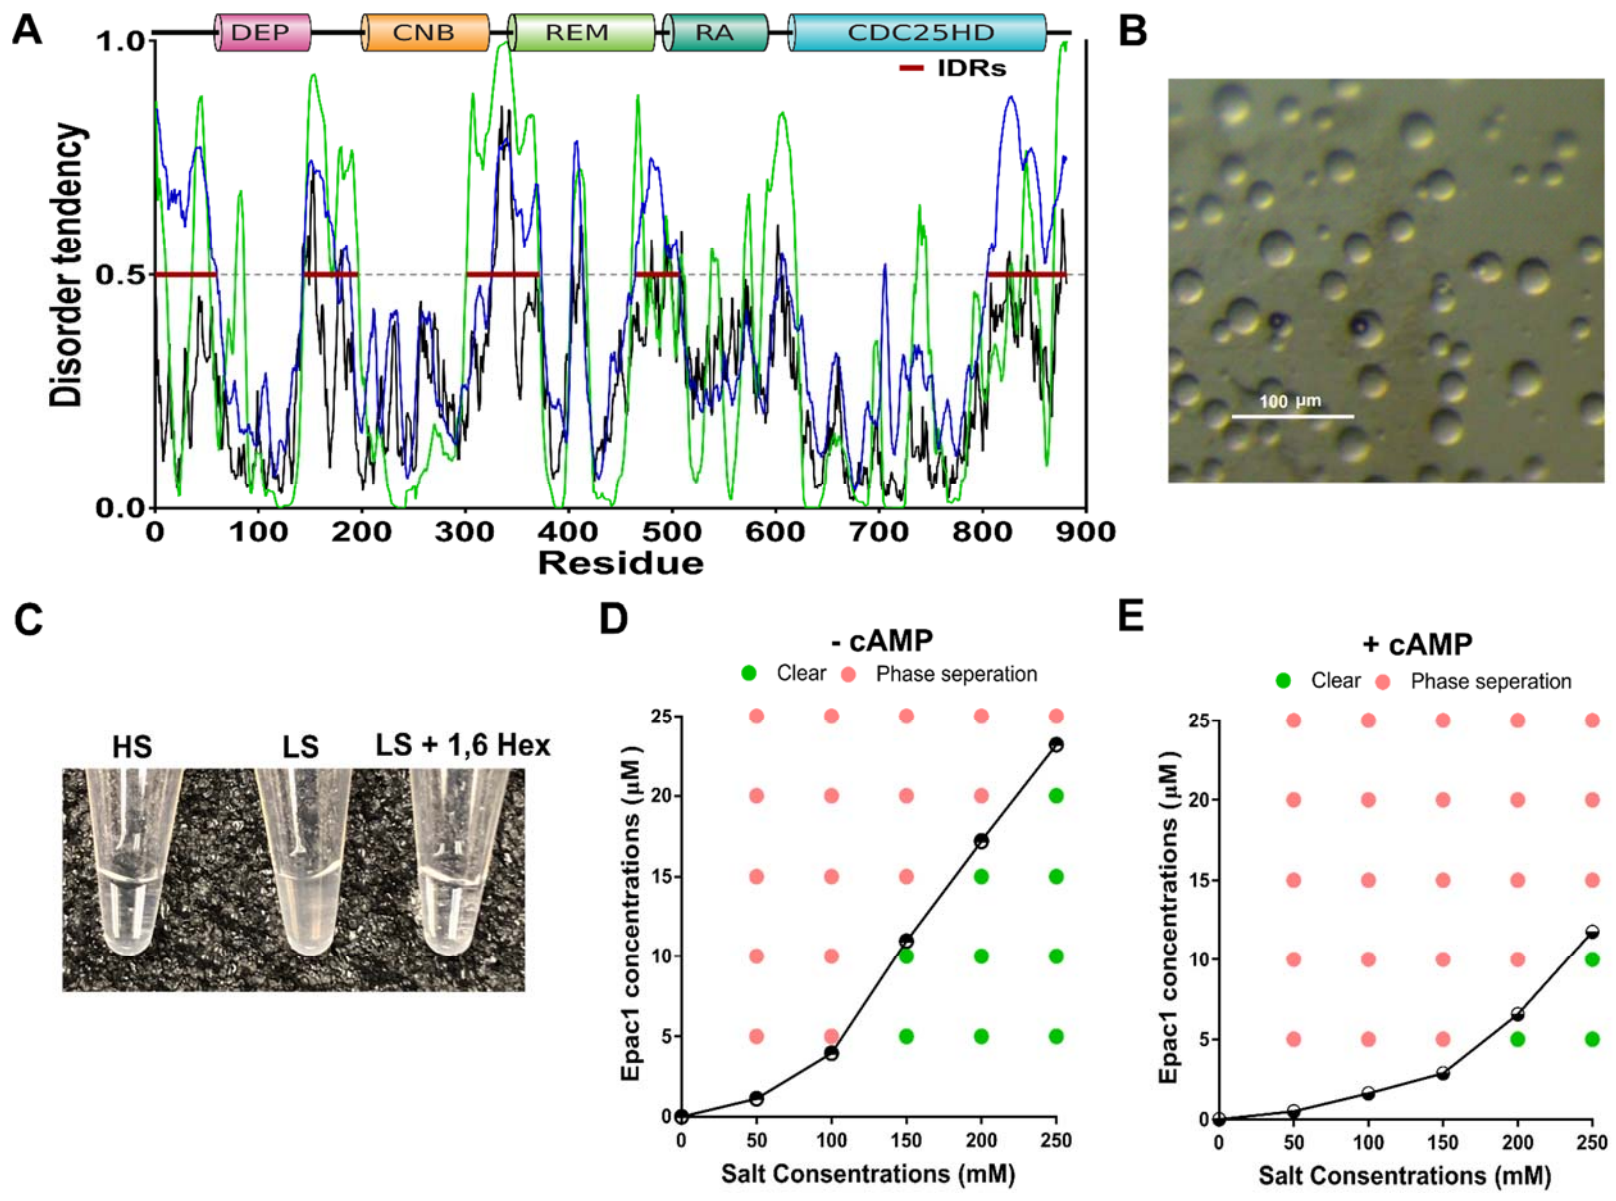 A
DEP CNB REM RA CDC25HD
IDRs
1.0
0.5
0.0
Disorder tendency
0 100 200 300 400 500 600 700 800 900
Residue
B
100 μm
C
HS LS LS + 1,6 Hex
D
- cAMP
Clear Phase seperation
25
20
15
10
5
0
Epac1 concentrations (μM )
0 50 100 150 200 250
Salt Consentrations (mM)
E
+ cAMP
Clear Phase seperation
25
20
15
10
5
0
Epac1 concentrations (μM )
0 50 100 150 200 250
Salt Consentrations (mM)